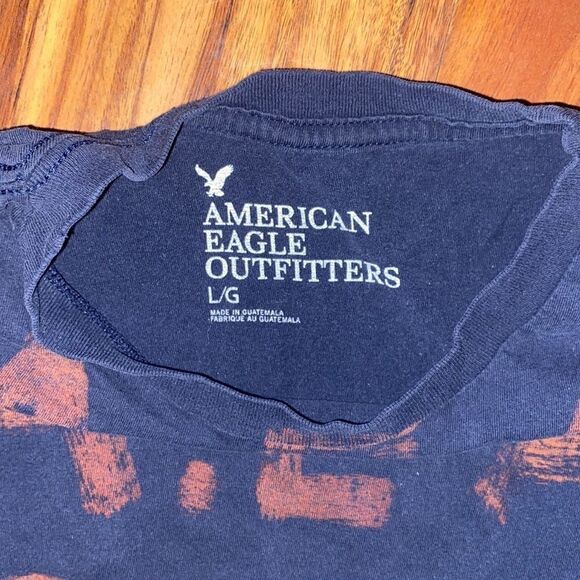 AMERICAN
EAGLE
OUTFITTERS
L/G
MADE IN GUATEMALA
FABRIQUE AU GUATEMALA